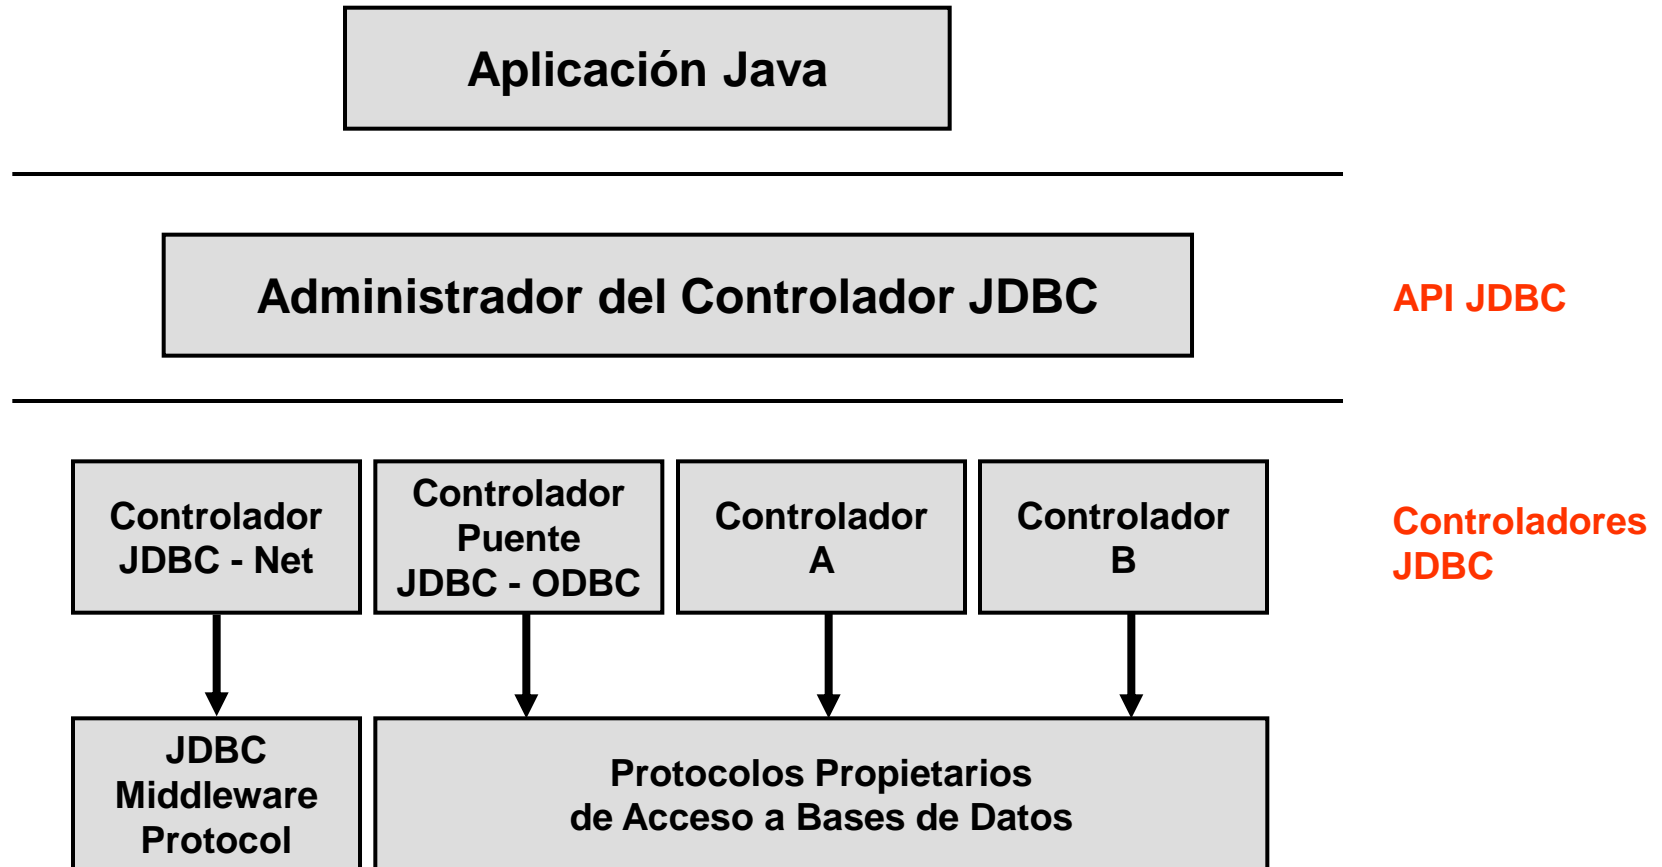 Aplicación Java
Administrador del Controlador JDBC
API JDBC
Controlador
JDBC - Net
Controlador
Puente
JDBC - ODBC
Controlador
A
Controlador
B
Controladores
JDBC
JDBC
Middleware
Protocol
Protocolos Propietarios
de Acceso a Bases de Datos